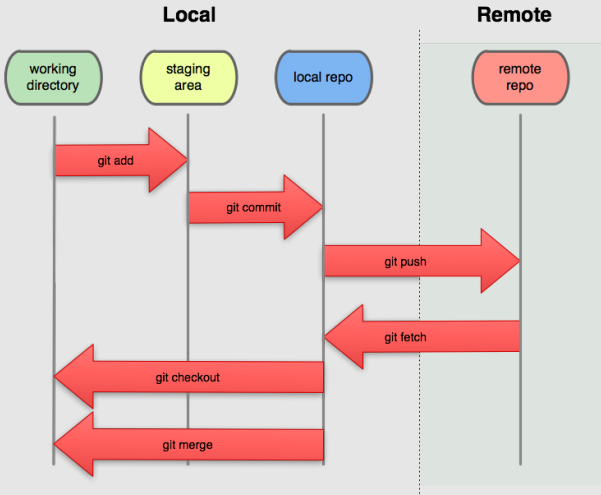 Local
Remote
working
directory
staging
area
local repo
remote
repo
git add
git commit
git push
git fetch
git checkout
git merge